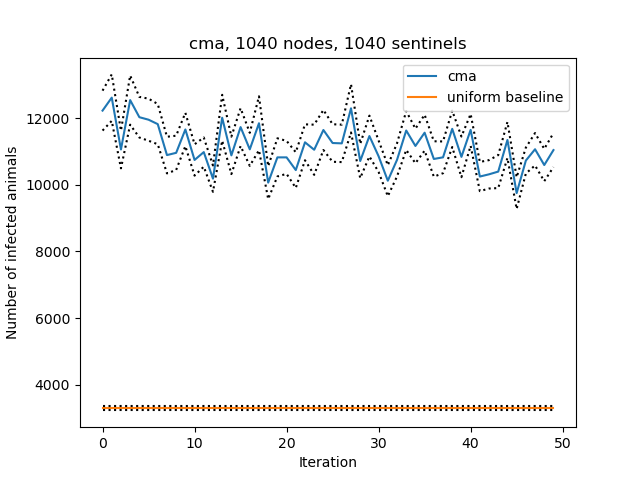 cma, 1040 nodes, 1040 sentinels
cma
uniform baseline
Number of infected animals
12000
10000
8000
6000
4000
0
10
20
30
40
50
Iteration